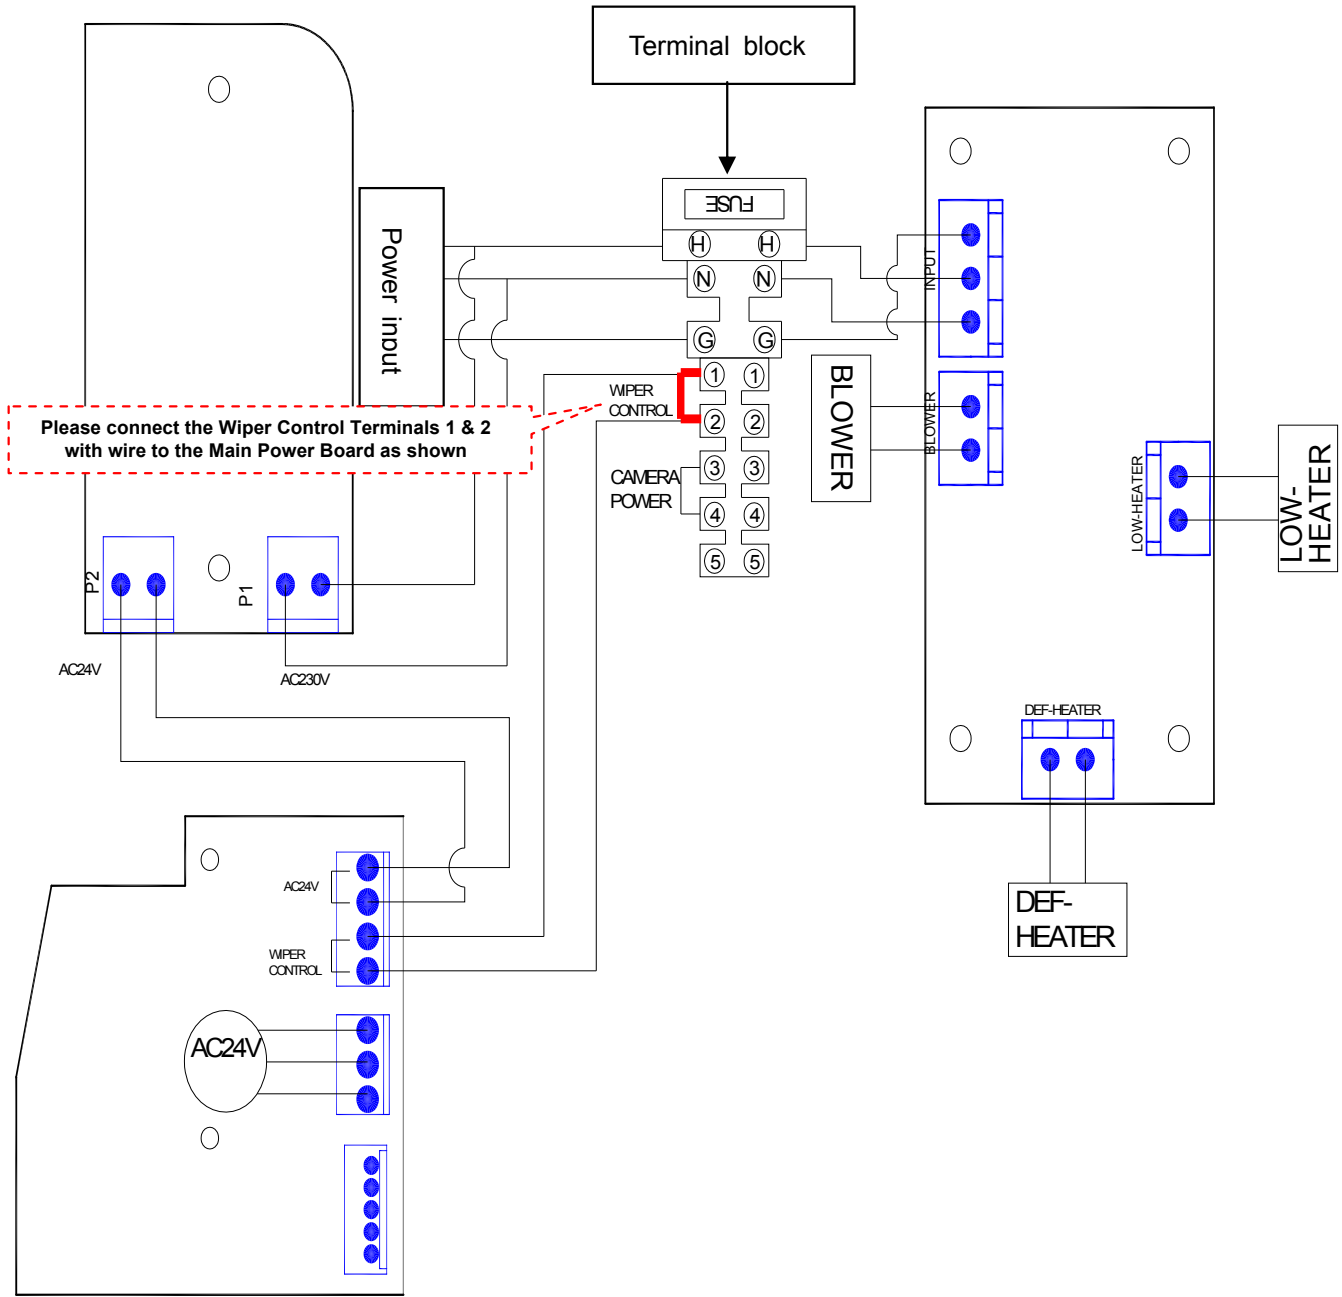 Terminal block
FUSE
H H
N N
G G
1 1
2 2
3 3
4 4
5 5
Power input
WIPER
CONTROL
CAMERA
POWER
Please connect the Wiper Control Terminals 1 & 2
with wire to the Main Power Board as shown
P2
P1
AC24V
AC230V
INPUT
BLOWER
BLOWER
LOW-HEATER
LOW-
HEATER
DEF-HEATER
DEF-
HEATER
AC24V
WIPER
CONTROL
AC24V